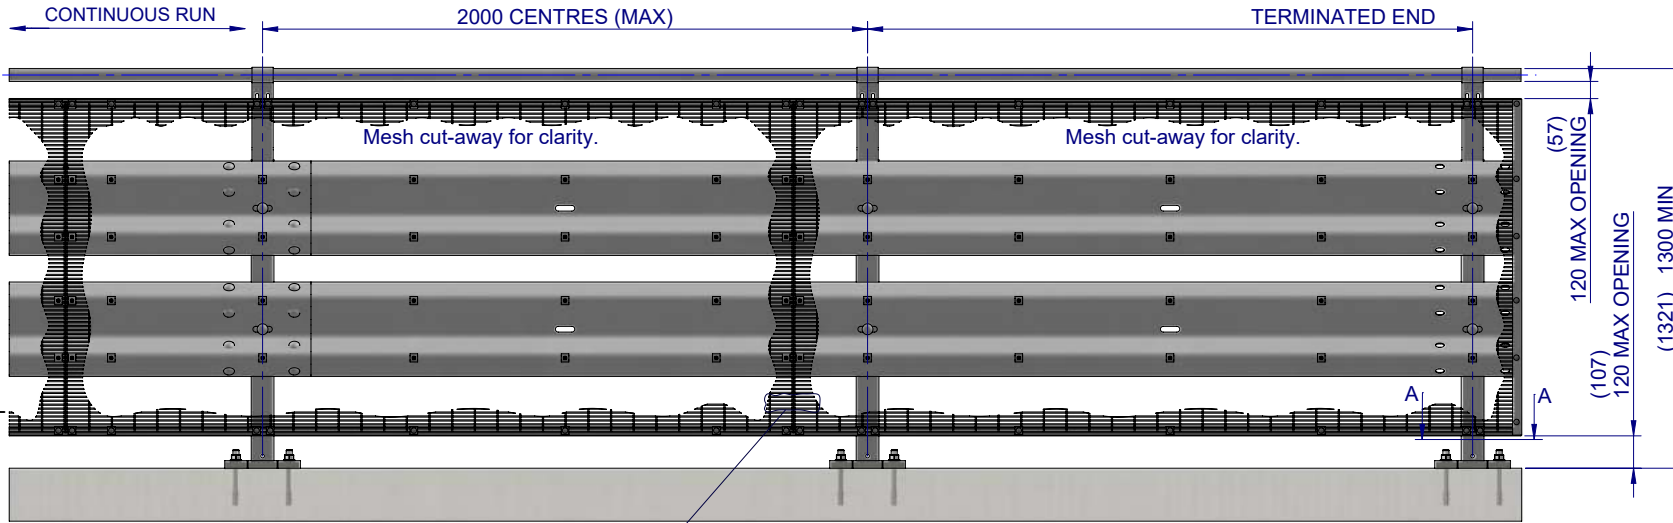 CONTINUOUS RUN
2000 CENTRES (MAX)
TERMINATED END
Mesh cut-away for clarity.
Mesh cut-away for clarity.
(57)
120 MAX OPENING
(107)
120 MAX OPENING
(1321) 1300 MIN
A
A